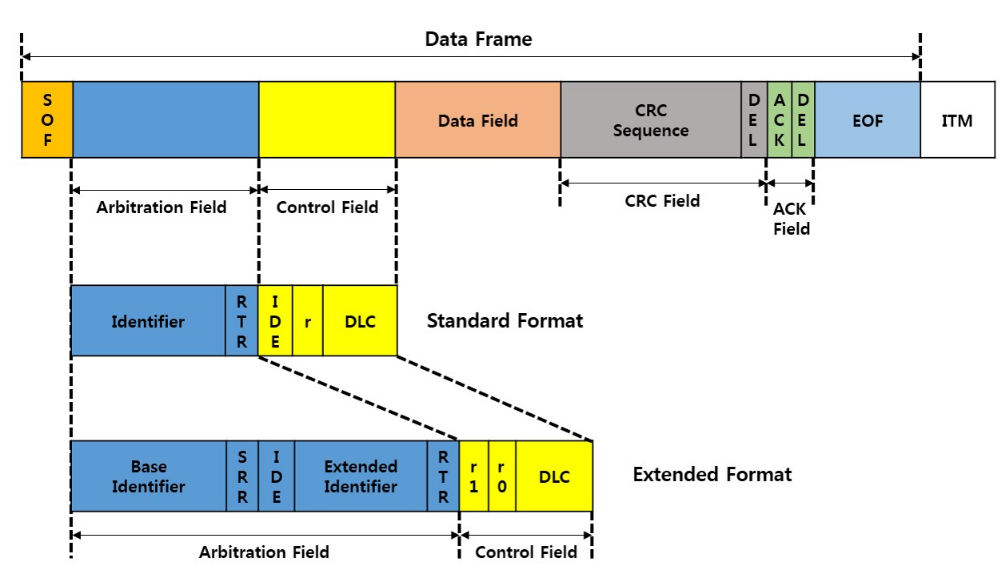 Data Frame
SOF
Data Field
CRC
Sequence
DEL
ACK
DEL
EOF
ITM
Arbitration Field
Control Field
CRC Field
ACK
Field
Identifier
RTR
IDE
r
DLC
Standard Format
Base
Identifier
SRR
IDE
Extended
Identifier
RTR
r1
r0
DLC
Extended Format
Arbitration Field
Control Field